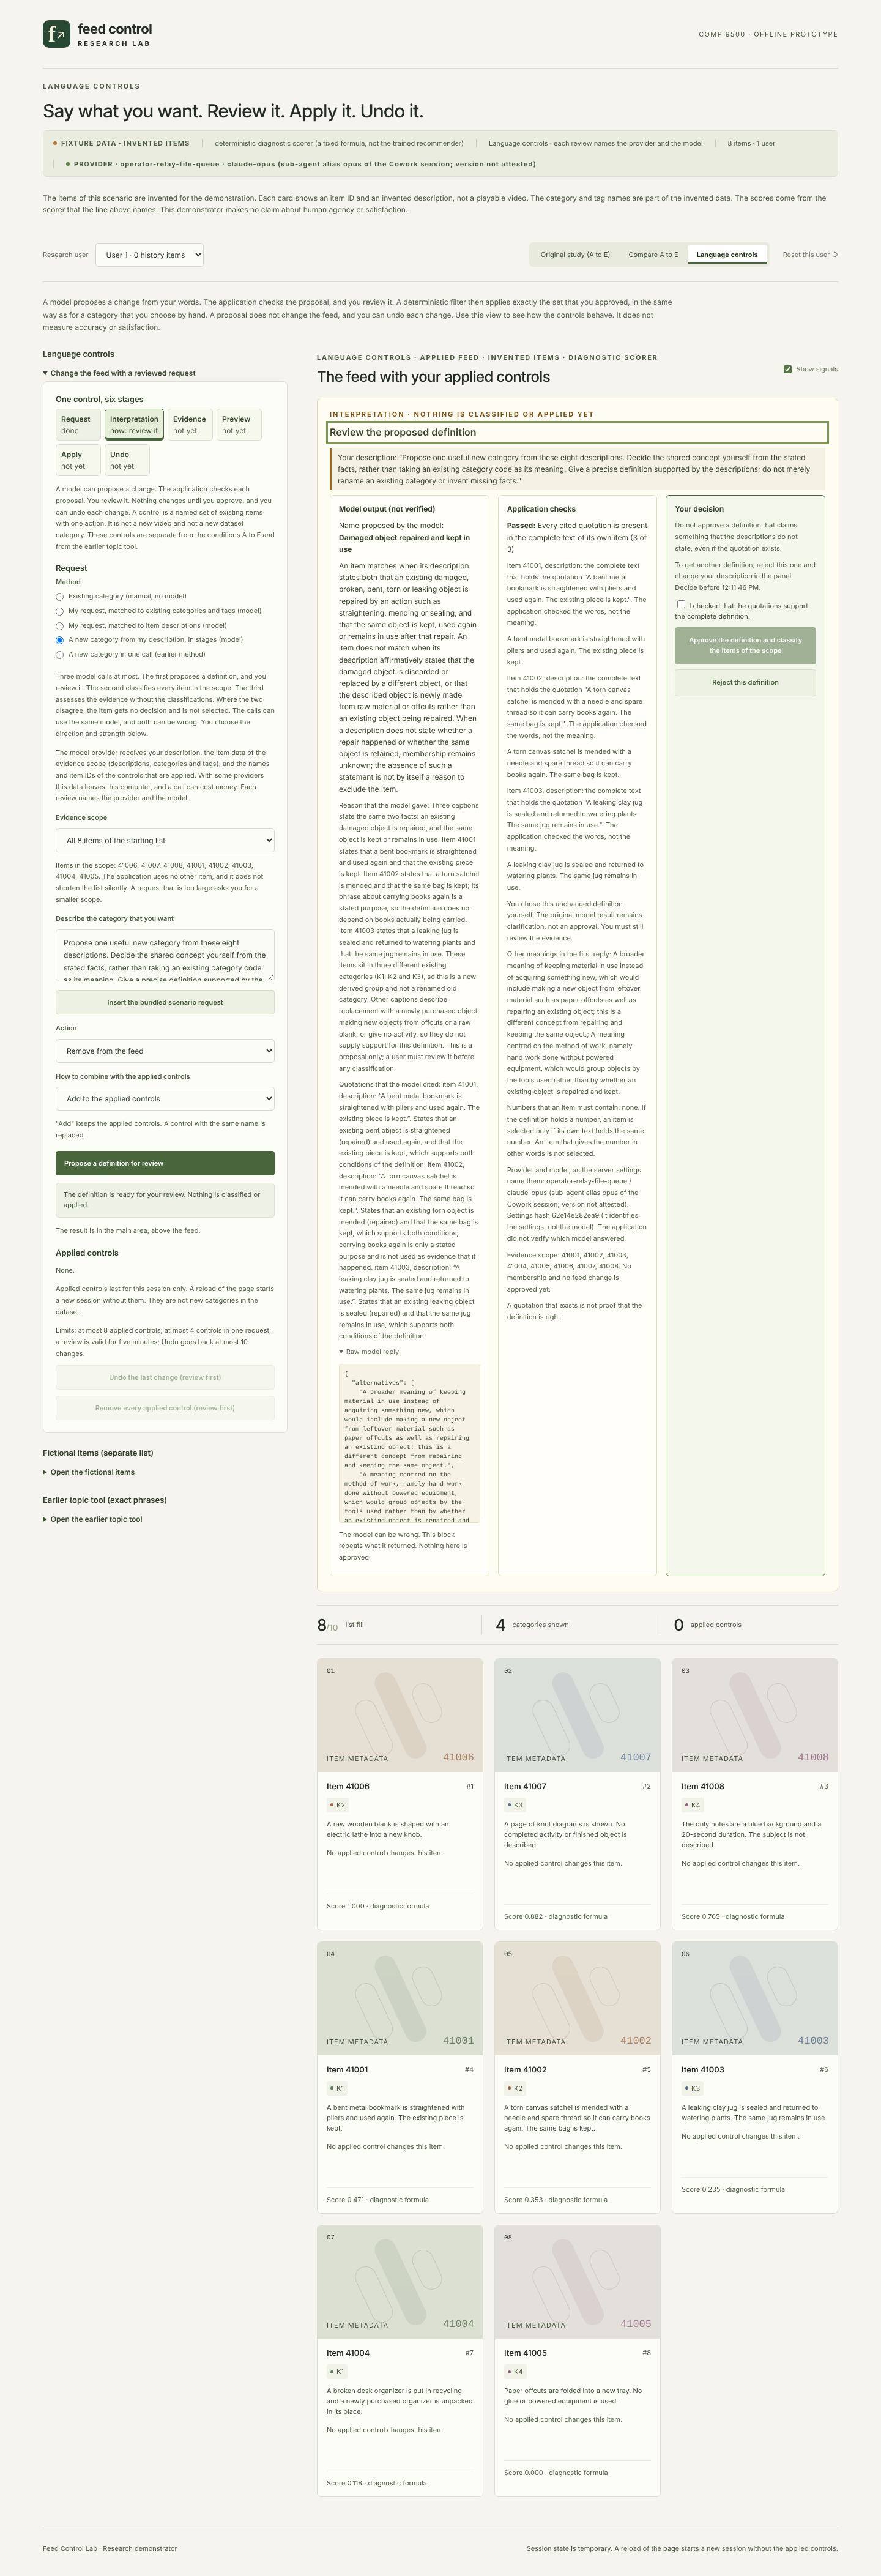 feed control
RESEARCH LAB
COMP 9500 · OFFLINE PROTOTYPE
LANGUAGE CONTROLS
Say what you want. Review it. Apply it. Undo it.
FIXTURE DATA · INVENTED ITEMS
deterministic diagnostic scorer (a fixed formula, not the trained recommender)
Language controls · each review names the provider and the model
8 items · 1 user
PROVIDER · operator-relay-file-queue · claude-opus (sub-agent alias opus of the Cowork session; version not attested)
The items of this scenario are invented for the demonstration. Each card shows an item ID and an invented description, not a playable video. The category and tag names are part of the invented data. The scores come from the
scorer that the line above names. This demonstrator makes no claim about human agency or satisfaction.
Research user
User 1 · 0 history items
Original study (A to E)
Compare A to E
Language controls
Reset this user ↺
A model proposes a change from your words. The application checks the proposal, and you review it. A deterministic filter then applies exactly the set that you approved, in the same
way as for a category that you choose by hand. A proposal does not change the feed, and you can undo each change. Use this view to see how the controls behave. It does not
measure accuracy or satisfaction.
Language controls
▼ Change the feed with a reviewed request
One control, six stages
Request
done
Interpretation
now: review it
Evidence
not yet
Preview
not yet
Apply
not yet
Undo
not yet
A model can propose a change. The application checks each
proposal. You review it. Nothing changes until you approve, and you
can undo each change. A control is a named set of existing items
with one action. It is not a new video and not a new dataset
category. These controls are separate from the conditions A to E and
from the earlier topic tool.
Request
Method
Existing category (manual, no model)
My request, matched to existing categories and tags (model)
My request, matched to item descriptions (model)
A new category from my description, in stages (model)
A new category in one call (earlier method)
Three model calls at most. The first proposes a definition, and you
review it. The second classifies every item in the scope. The third
assesses the evidence without the classifications. Where the two
disagree, the item gets no decision and is not selected. The calls can
use the same model, and both can be wrong. You choose the
direction and strength below.
The model provider receives your description, the item data of the
evidence scope (descriptions, categories and tags), and the names
and item IDs of the controls that are applied. With some providers
this data leaves this computer, and a call can cost money. Each
review names the provider and the model.
Evidence scope
All 8 items of the starting list
Items in the scope: 41006, 41007, 41008, 41001, 41002, 41003,
41004, 41005. The application uses no other item, and it does not
shorten the list silently. A request that is too large asks you for a
smaller scope.
Describe the category that you want
Propose one useful new category from these eight
descriptions. Decide the shared concept yourself from the
stated facts, rather than taking an existing category code
as its meaning. Give a precise definition supported by the
Insert the bundled scenario request
Action
Remove from the feed
How to combine with the applied controls
Add to the applied controls
"Add" keeps the applied controls. A control with the same name is
replaced.
Propose a definition for review
The definition is ready for your review. Nothing is classified or
applied.
The result is in the main area, above the feed.
Applied controls
None.
Applied controls last for this session only. A reload of the page starts
a new session without them. They are not new categories in the
dataset.
Limits: at most 8 applied controls; at most 4 controls in one request;
a review is valid for five minutes; Undo goes back at most 10
changes.
Undo the last change (review first)
Remove every applied control (review first)
Fictional items (separate list)
▶ Open the fictional items
Earlier topic tool (exact phrases)
▶ Open the earlier topic tool
LANGUAGE CONTROLS · APPLIED FEED · INVENTED ITEMS · DIAGNOSTIC SCORER
The feed with your applied controls
Show signals
INTERPRETATION · NOTHING IS CLASSIFIED OR APPLIED YET
Review the proposed definition
Your description: "Propose one useful new category from these eight descriptions. Decide the shared concept yourself from the stated
facts, rather than taking an existing category code as its meaning. Give a precise definition supported by the descriptions; do not merely
rename an existing category or invent missing facts."
Model output (not verified)
Name proposed by the model:
Damaged object repaired and kept in
use
An item matches when its description
states both that an existing damaged,
broken, bent, torn or leaking object is
repaired by an action such as
straightening, mending or sealing, and
that the same object is kept, used again
or remains in use after that repair. An
item does not match when its
description affirmatively states that the
damaged object is discarded or
replaced by a different object, or that
the described object is newly made
from raw material or offcuts rather than
an existing object being repaired. When
a description does not state whether a
repair happened or whether the same
object is retained, membership remains
unknown; the absence of such a
statement is not by itself a reason to
exclude the item.
Reason that the model gave: Three captions
state the same two facts: an existing
damaged object is repaired, and the same
object is kept or remains in use. Item 41001
states that a bent bookmark is straightened
and used again and that the existing piece
is kept. Item 41002 states that a torn satchel
is mended and that the same bag is kept; its
phrase about carrying books again is a
stated purpose, so the definition does not
depend on books actually being carried.
Item 41003 states that a leaking jug is
sealed and returned to watering plants and
that the same jug remains in use. These
items sit in three different existing
categories (K1, K2 and K3), so this is a new
derived group and not a renamed old
category. Other captions describe
replacement with a newly purchased object,
making new objects from offcuts or a raw
blank, or give no activity, so they do not
supply support for this definition. This is a
proposal only; a user must review it before
any classification.
Quotations that the model cited: item 41001,
description: "A bent metal bookmark is
straightened with pliers and used again. The
existing piece is kept.". States that an
existing bent object is straightened
(repaired) and used again, and that the
existing piece is kept, which supports both
conditions of the definition. item 41002,
description: "A torn canvas satchel is
mended with a needle and spare thread so
it can carry books again. The same bag is
kept.". States that an existing torn object is
mended (repaired) and that the same bag is
kept, which supports both conditions;
carrying books again is only a stated
purpose and is not used as evidence that it
happened. item 41003, description: "A
leaking clay jug is sealed and returned to
watering plants. The same jug remains in
use.". States that an existing leaking object
is sealed (repaired) and that the same jug
remains in use, which supports both
conditions of the definition.
▼ Raw model reply
{
"alternatives": [
"A broader meaning of keeping
material in use instead of
acquiring something new, which
would include making a new object
from leftover material such as
paper offcuts as well as repairing
an existing object; this is a
different concept from repairing
and keeping the same object.",
"A meaning centred on the
method of work, namely hand work
done without powered equipment,
which would group objects by the
tools used rather than by whether
an existing object is repaired and
The model can be wrong. This block
repeats what it returned. Nothing here is
approved.
Application checks
Passed: Every cited quotation is present
in the complete text of its own item (3 of
3)
Item 41001, description: the complete text
that holds the quotation "A bent metal
bookmark is straightened with pliers and
used again. The existing piece is kept.". The
application checked the words, not the
meaning.
A bent metal bookmark is straightened with
pliers and used again. The existing piece is
kept.
Item 41002, description: the complete text
that holds the quotation "A torn canvas
satchel is mended with a needle and spare
thread so it can carry books again. The
same bag is kept.". The application checked
the words, not the meaning.
A torn canvas satchel is mended with a
needle and spare thread so it can carry
books again. The same bag is kept.
Item 41003, description: the complete text
that holds the quotation "A leaking clay jug
is sealed and returned to watering plants.
The same jug remains in use.". The
application checked the words, not the
meaning.
A leaking clay jug is sealed and returned to
watering plants. The same jug remains in
use.
You chose this unchanged definition
yourself. The original model result remains
clarification, not an approval. You must still
review the evidence.
Other meanings in the first reply: A broader
meaning of keeping material in use instead
of acquiring something new, which would
include making a new object from leftover
material such as paper offcuts as well as
repairing an existing object; this is a
different concept from repairing and
keeping the same object.; A meaning
centred on the method of work, namely
hand work done without powered
equipment, which would group objects by
the tools used rather than by whether an
existing object is repaired and kept.
Numbers that an item must contain: none. If
the definition holds a number, an item is
selected only if its own text holds the same
number. An item that gives the number in
other words is not selected.
Provider and model, as the server settings
name them: operator-relay-file-queue /
claude-opus (sub-agent alias opus of the
Cowork session; version not attested).
Settings hash 62e14e282ea9 (it identifies
the settings, not the model). The application
did not verify which model answered.
Evidence scope: 41001, 41002, 41003,
41004, 41005, 41006, 41007, 41008. No
membership and no feed change is
approved yet.
A quotation that exists is not proof that the
definition is right.
Your decision
Do not approve a definition that claims
something that the descriptions do not
state, even if the quotation exists.
To get another definition, reject this one and
change your description in the panel.
Decide before 12:11:46 PM.
I checked that the quotations support
the complete definition.
Approve the definition and classify
the items of the scope
Reject this definition
8/10 list fill
4 categories shown
0 applied controls
01
ITEM METADATA 41006
Item 41006 #1
K2
A raw wooden blank is shaped with an
electric lathe into a new knob.
No applied control changes this item.
Score 1.000 · diagnostic formula
02
ITEM METADATA 41007
Item 41007 #2
K3
A page of knot diagrams is shown. No
completed activity or finished object is
described.
No applied control changes this item.
Score 0.882 · diagnostic formula
03
ITEM METADATA 41008
Item 41008 #3
K4
The only notes are a blue background and a
20-second duration. The subject is not
described.
No applied control changes this item.
Score 0.765 · diagnostic formula
04
ITEM METADATA 41001
Item 41001 #4
K1
A bent metal bookmark is straightened with
pliers and used again. The existing piece is
kept.
No applied control changes this item.
Score 0.471 · diagnostic formula
05
ITEM METADATA 41002
Item 41002 #5
K2
A torn canvas satchel is mended with a
needle and spare thread so it can carry books
again. The same bag is kept.
No applied control changes this item.
Score 0.353 · diagnostic formula
06
ITEM METADATA 41003
Item 41003 #6
K3
A leaking clay jug is sealed and returned to
watering plants. The same jug remains in use.
No applied control changes this item.
Score 0.235 · diagnostic formula
07
ITEM METADATA 41004
Item 41004 #7
K1
A broken desk organizer is put in recycling
and a newly purchased organizer is unpacked
in its place.
No applied control changes this item.
Score 0.118 · diagnostic formula
08
ITEM METADATA 41005
Item 41005 #8
K4
Paper offcuts are folded into a new tray. No
glue or powered equipment is used.
No applied control changes this item.
Score 0.000 · diagnostic formula
Feed Control Lab · Research demonstrator
Session state is temporary. A reload of the page starts a new session without the applied controls.